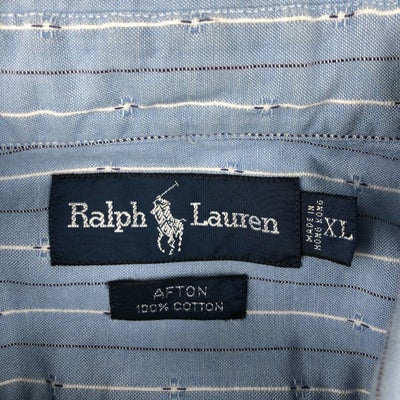 Ralph Lauren
MADE IN
HONG KONG
XL
AFTON
100% COTTON